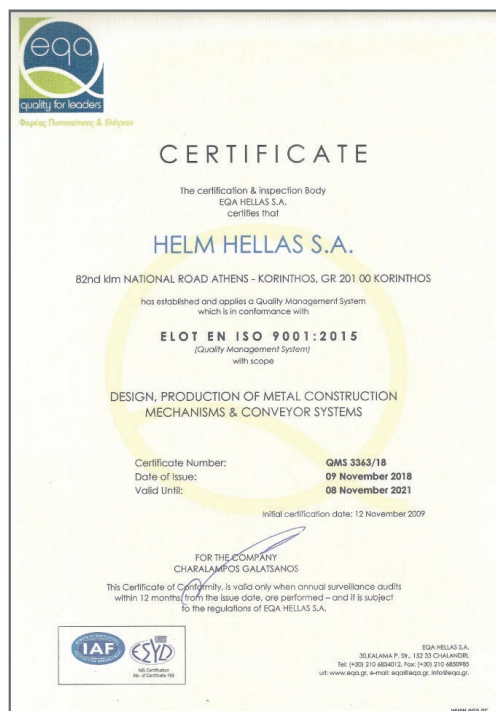 eqa
quality for leaders
Φορέας Πιστοποίησης & Ελέγχου
CERTIFICATE
The certification & inspection Body
EQA HELLAS S.A.
certifies that
HELM HELLAS S.A.
82nd klm NATIONAL ROAD ATHENS - KORINTHOS, GR 201 00 KORINTHOS
has established and applies a Quality Management System
which is in conformance with
ELOT EN ISO 9001:2015
(Quality Management System)
with scope
DESIGN, PRODUCTION OF METAL CONSTRUCTION
MECHANISMS & CONVEYOR SYSTEMS
Certificate Number: QMS 3363/18
Date of Issue: 09 November 2018
Valid Until: 08 November 2021
Initial certification date: 12 November 2009
FOR THE COMPANY
CHARALAMPOS GALATSANOS
This Certificate of Conformity, is valid only when annual surveillance audits
within 12 months, from the issue date, are performed – and it is subject
to the regulations of EQA HELLAS S.A.
IAF
ΕΣΥΔ
MS Certification
No. of Certificate 193
EQA HELLAS S.A.
30,KALAMA P. Str., 152 33 CHALANDRI,
Tel: (+30) 210 6834012, Fax: (+30) 210 6850985
url: www.eqa.gr, e-mail: eqa@eqa.gr, info@eqa.gr.